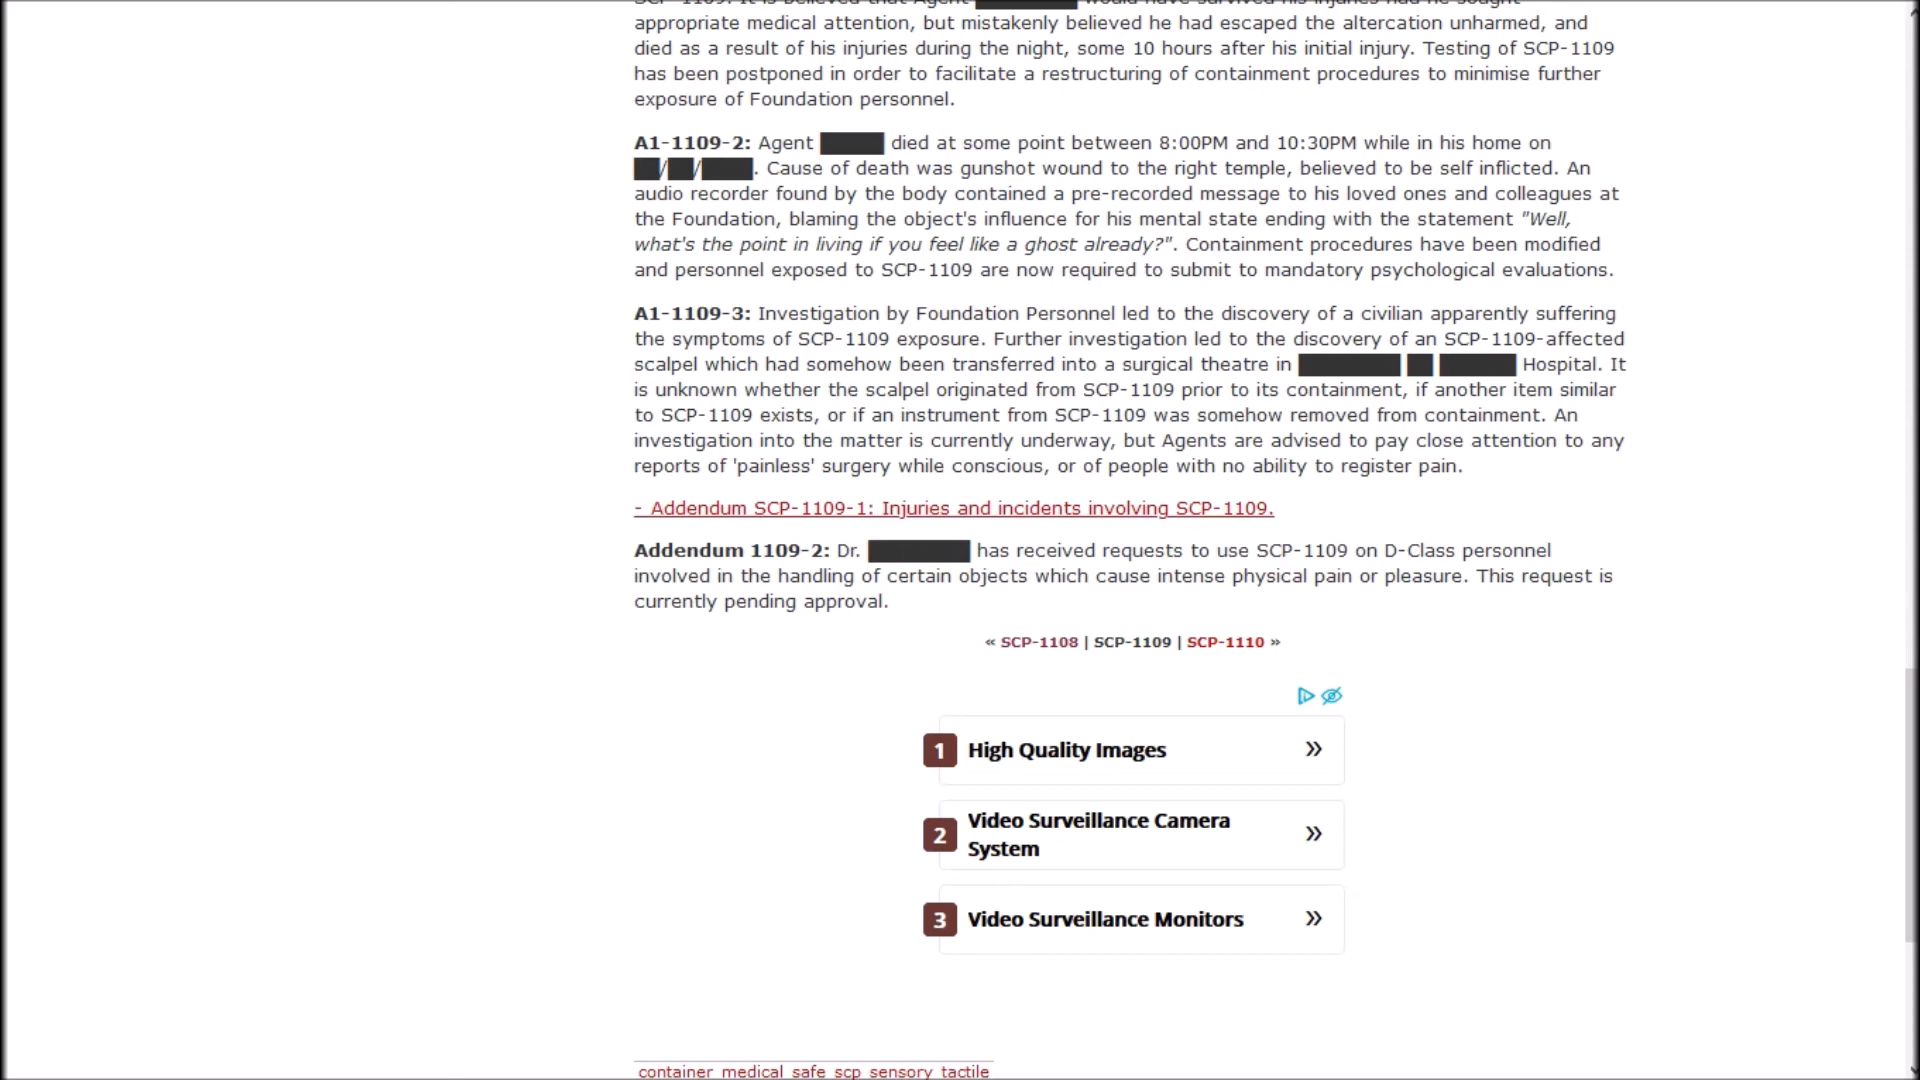 SCP-1109. It is believed that Agent ████████ would have survived his injuries had he sought
appropriate medical attention, but mistakenly believed he had escaped the altercation unharmed, and
died as a result of his injuries during the night, some 10 hours after his initial injury. Testing of SCP-1109
has been postponed in order to facilitate a restructuring of containment procedures to minimise further
exposure of Foundation personnel.
A1-1109-2: Agent █████ died at some point between 8:00PM and 10:30PM while in his home on
██/██/████. Cause of death was gunshot wound to the right temple, believed to be self inflicted. An
audio recorder found by the body contained a pre-recorded message to his loved ones and colleagues at
the Foundation, blaming the object's influence for his mental state ending with the statement "Well,
what's the point in living if you feel like a ghost already?". Containment procedures have been modified
and personnel exposed to SCP-1109 are now required to submit to mandatory psychological evaluations.
A1-1109-3: Investigation by Foundation Personnel led to the discovery of a civilian apparently suffering
the symptoms of SCP-1109 exposure. Further investigation led to the discovery of an SCP-1109-affected
scalpel which had somehow been transferred into a surgical theatre in ████████ ██ ██████ Hospital. It
is unknown whether the scalpel originated from SCP-1109 prior to its containment, if another item similar
to SCP-1109 exists, or if an instrument from SCP-1109 was somehow removed from containment. An
investigation into the matter is currently underway, but Agents are advised to pay close attention to any
reports of 'painless' surgery while conscious, or of people with no ability to register pain.
- Addendum SCP-1109-1: Injuries and incidents involving SCP-1109.
Addendum 1109-2: Dr. ████████ has received requests to use SCP-1109 on D-Class personnel
involved in the handling of certain objects which cause intense physical pain or pleasure. This request is
currently pending approval.
« SCP-1108 | SCP-1109 | SCP-1110 »
1 High Quality Images »
2 Video Surveillance Camera
System »
3 Video Surveillance Monitors »
container medical safe scp sensory tactile